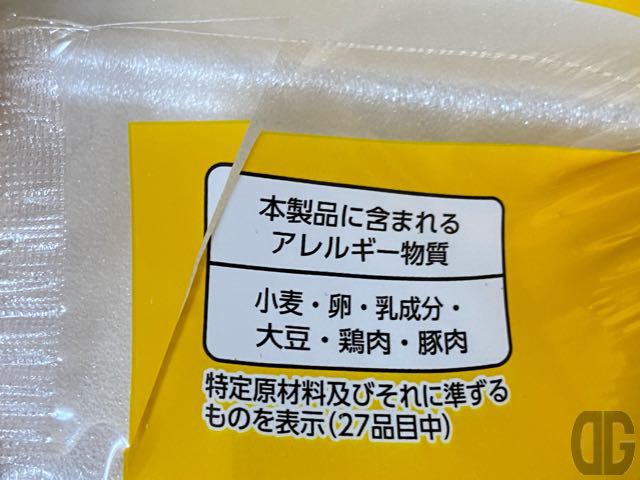 本製品に含まれる
アレルギー物質
小麦・卵・乳成分・
大豆・鶏肉・豚肉
特定原材料及びそれに準ずる
ものを表示(27品目中)
DG